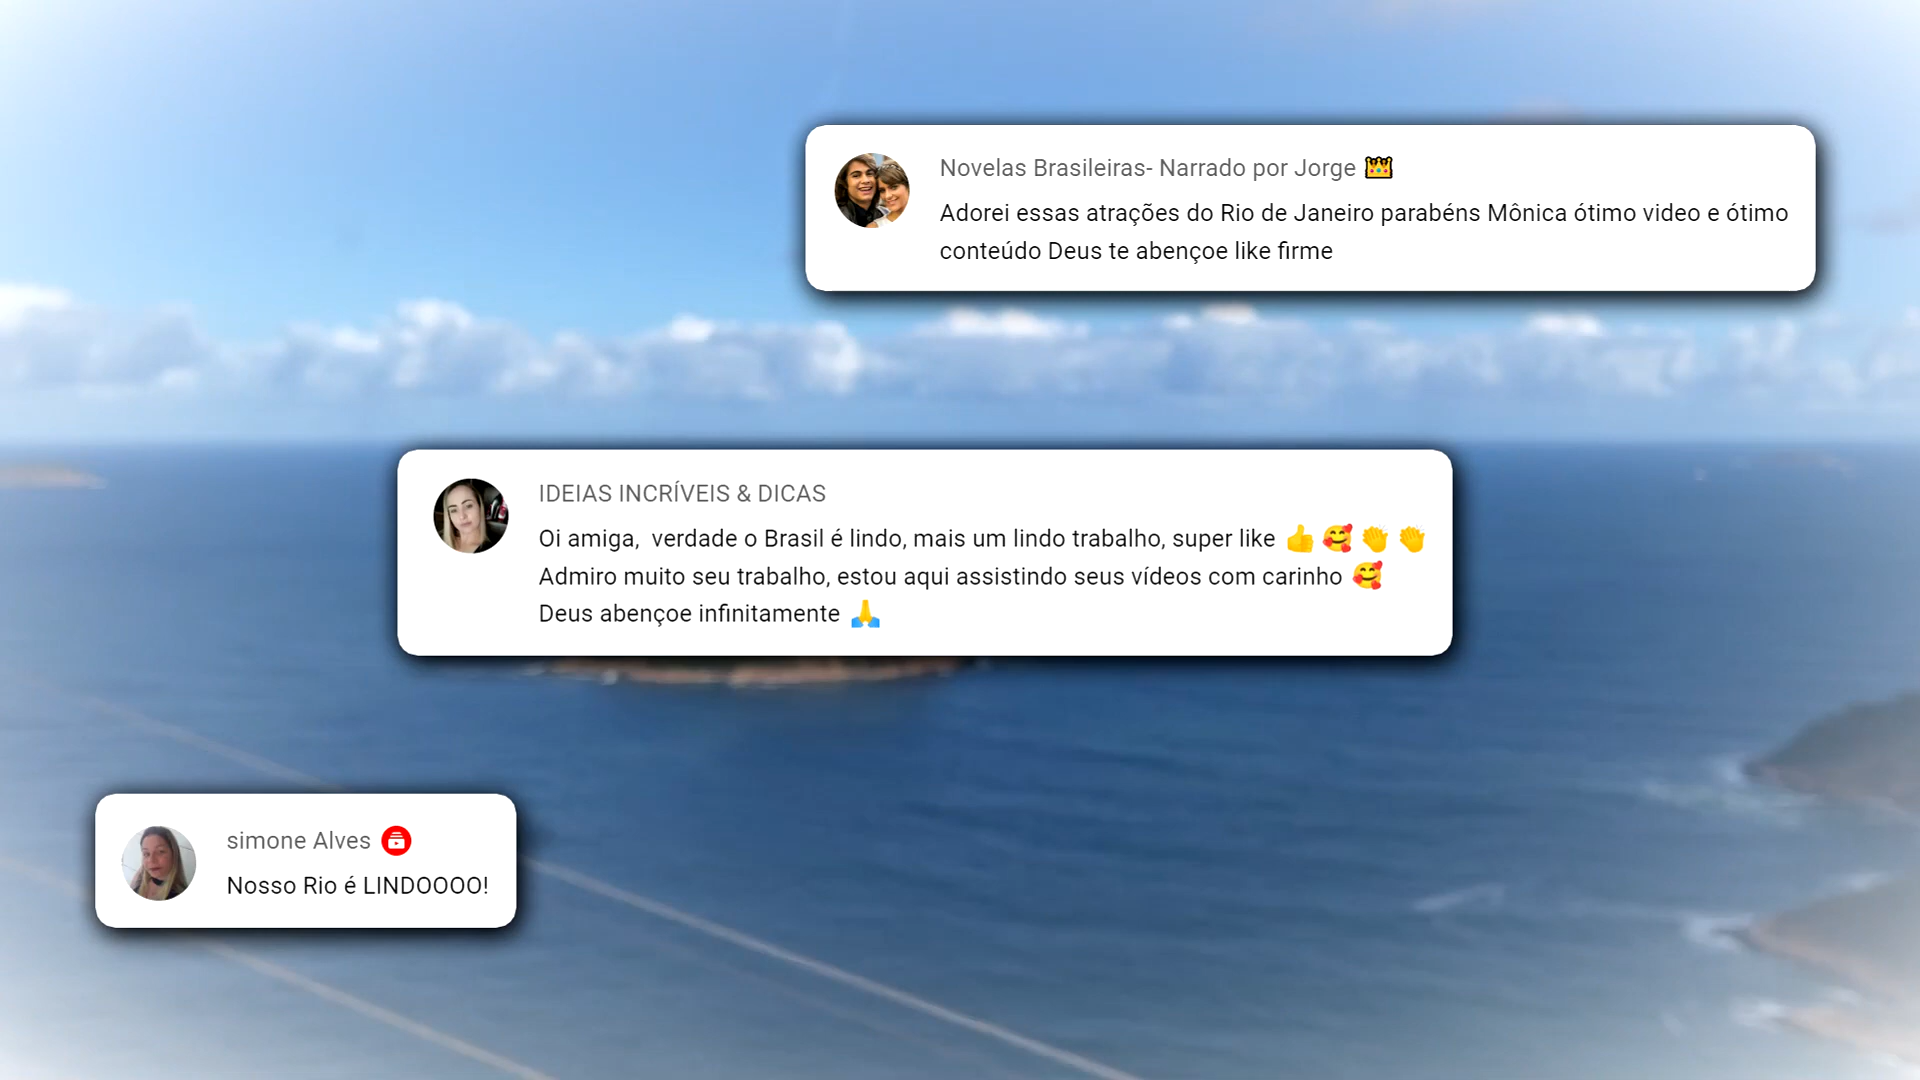 Novelas Brasileiras- Narrado por Jorge 👑
Adorei essas atrações do Rio de Janeiro parabéns Mônica ótimo video e ótimo
conteúdo Deus te abençoe like firme
IDEIAS INCRÍVEIS & DICAS
Oi amiga,  verdade o Brasil é lindo, mais um lindo trabalho, super like 👍 🥰 👏 👏
Admiro muito seu trabalho, estou aqui assistindo seus vídeos com carinho 🥰
Deus abençoe infinitamente 🙏
simone Alves
Nosso Rio é LINDOOOO!